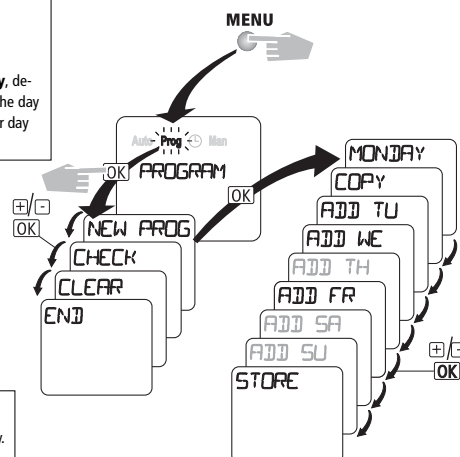 MENU
y, de-
he day
r day
Auto Prog Man
OK
PROGRAM
+/-
OK
OK
NEW PROG
CHECK
CLEAR
END
MONDAY
COPY
ADD TU
ADD WE
ADD TH
ADD FR
ADD SA
ADD SU
STORE
+/-
OK
y.